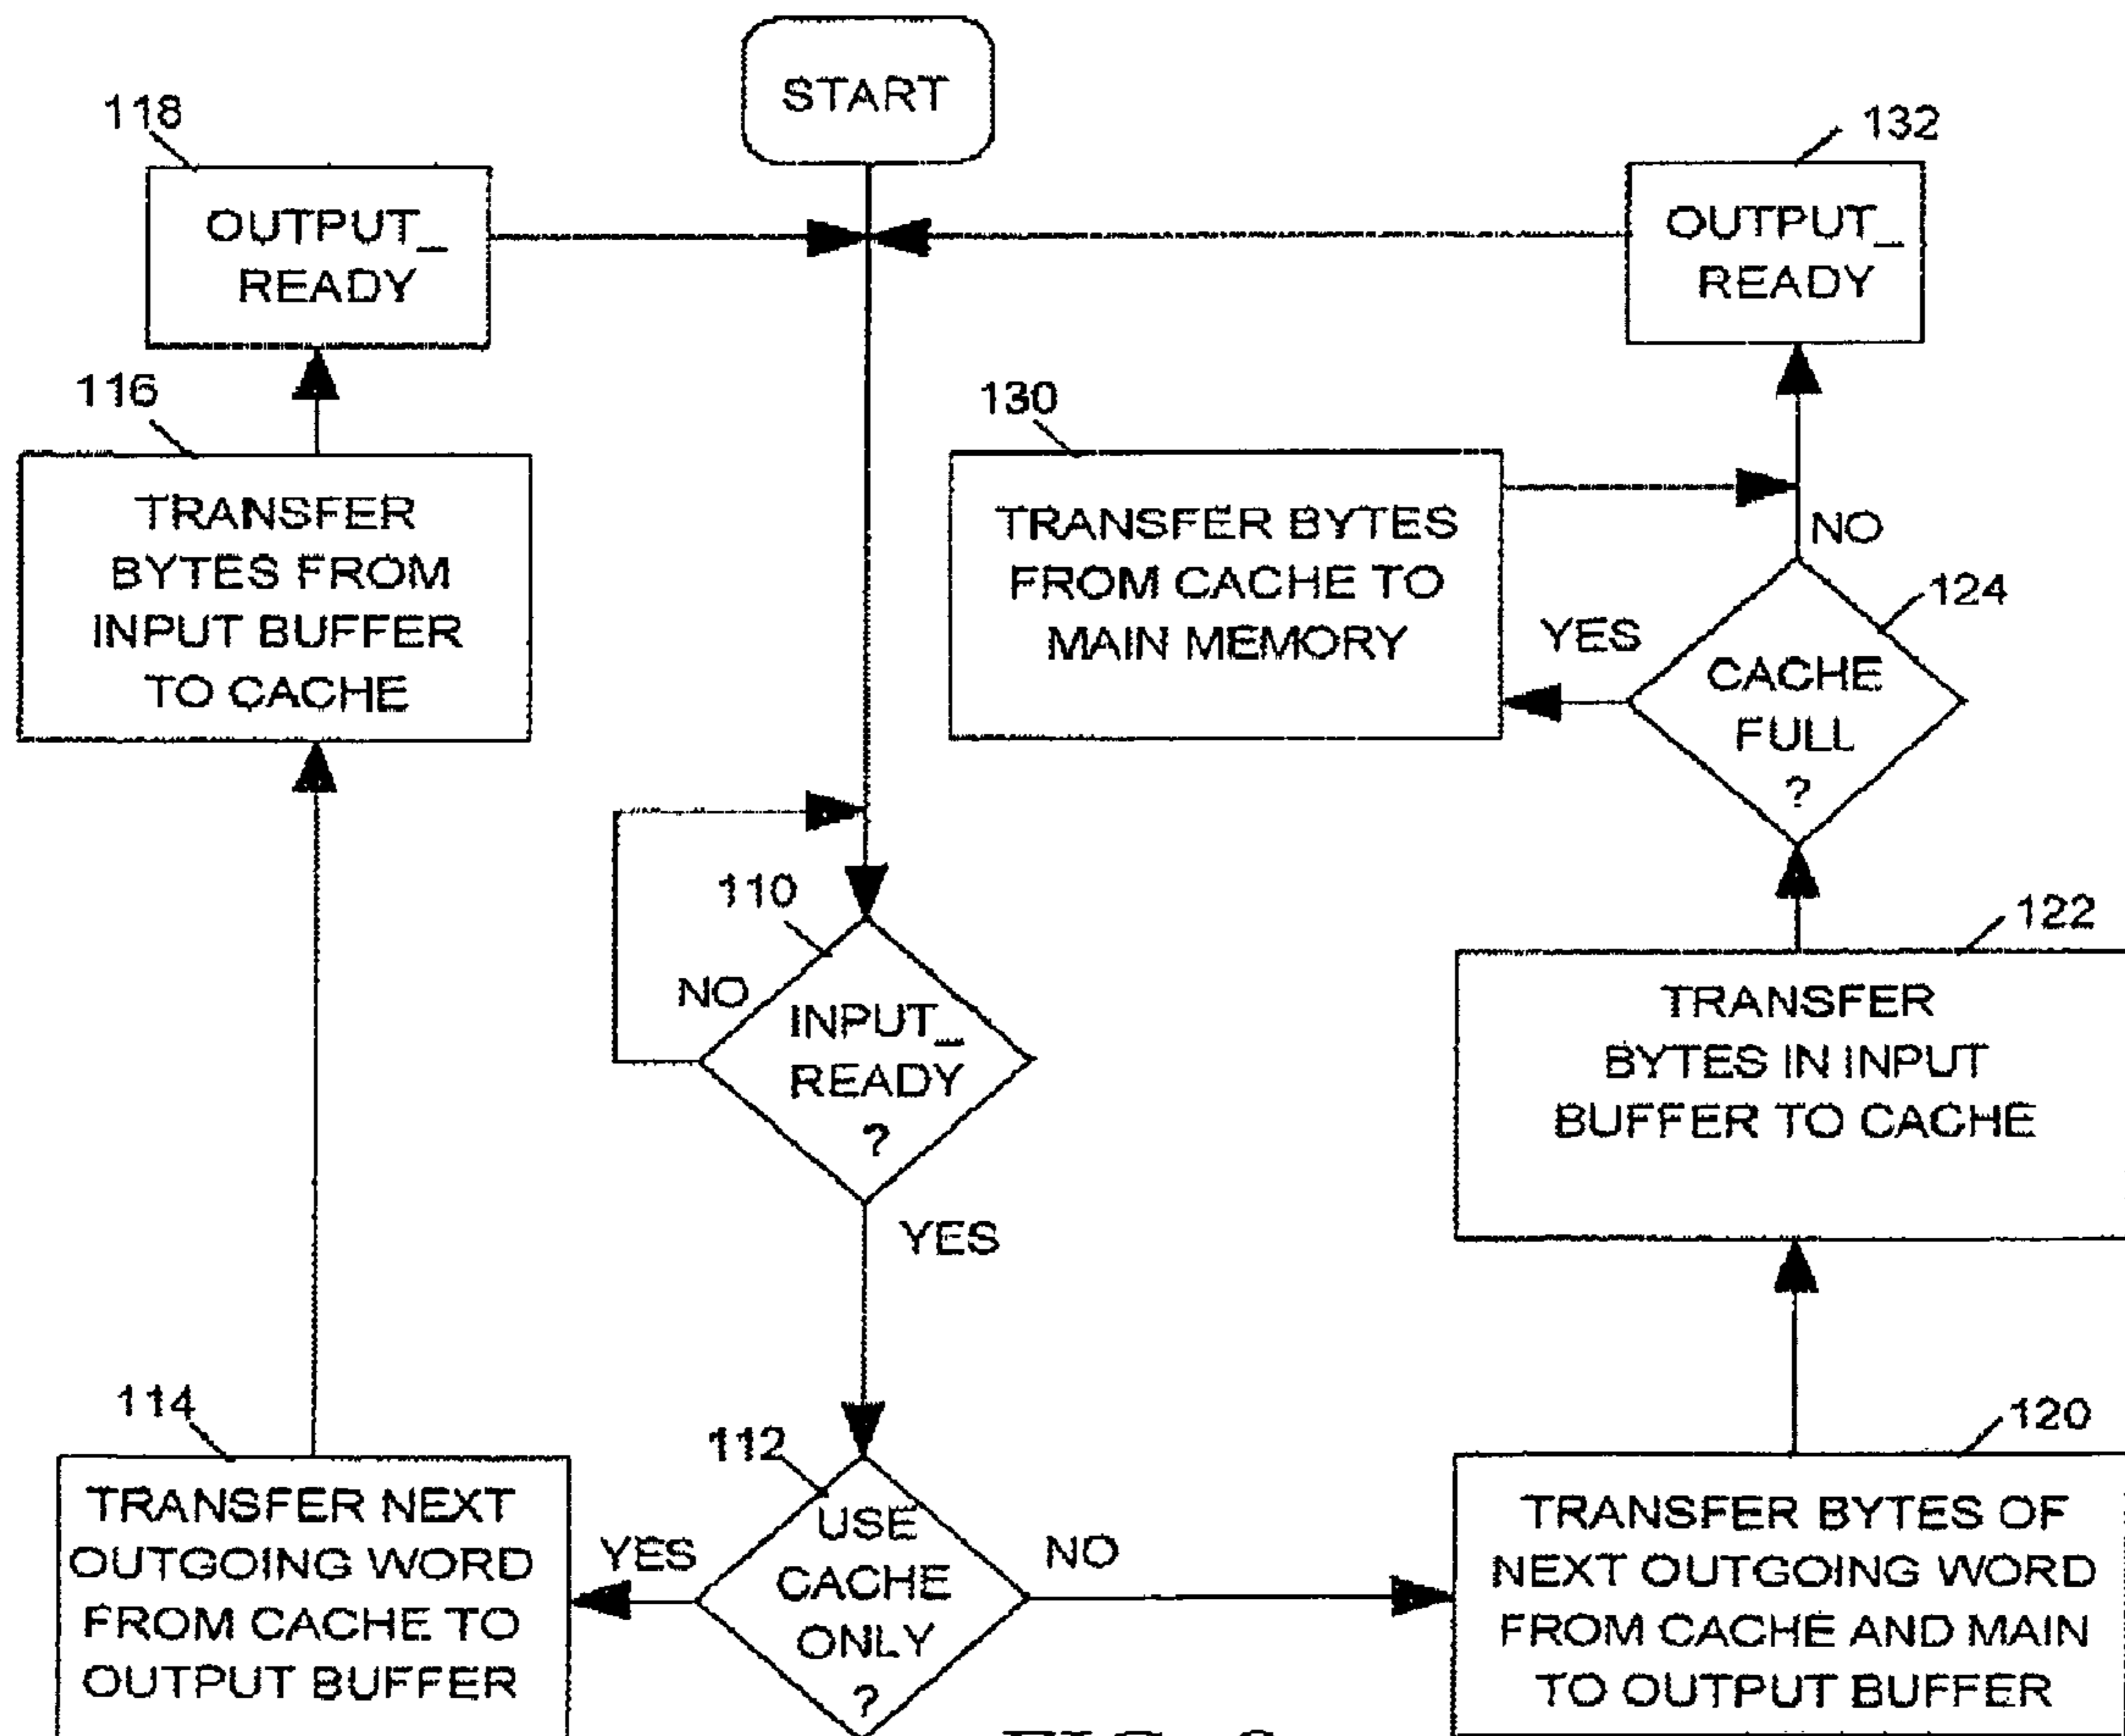 START
118
OUTPUT_
READY
132
OUTPUT_
READY
116
TRANSFER
BYTES FROM
INPUT BUFFER
TO CACHE
130
TRANSFER BYTES
FROM CACHE TO
MAIN MEMORY
NO
YES
124
CACHE
FULL
?
110
NO
INPUT_
READY
?
YES
122
TRANSFER
BYTES IN INPUT
BUFFER TO CACHE
114
TRANSFER NEXT
OUTGOING WORD
FROM CACHE TO
OUTPUT BUFFER
112
YES
USE
CACHE
ONLY
?
NO
120
TRANSFER BYTES OF
NEXT OUTGOING WORD
FROM CACHE AND MAIN
TO OUTPUT BUFFER